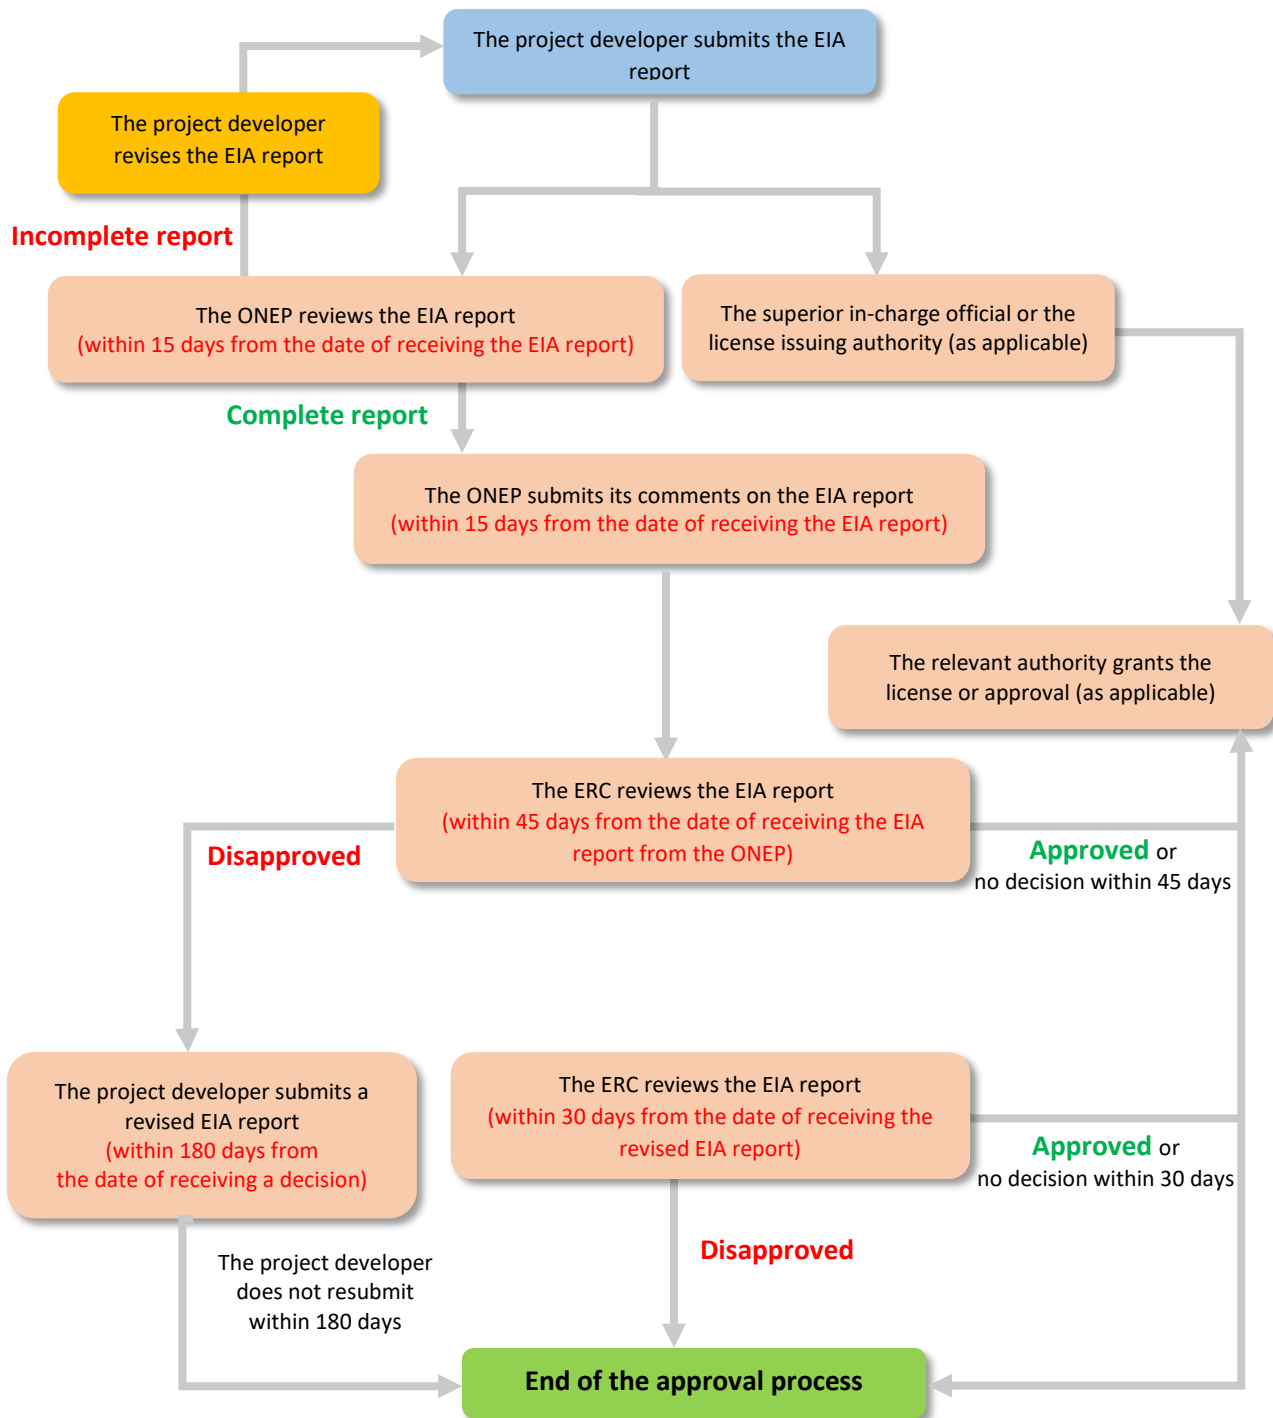 The project developer submits the EIA
report
The project developer
revises the EIA report
Incomplete report
The ONEP reviews the EIA report
(within 15 days from the date of receiving the EIA report)
The superior in-charge official or the
license issuing authority (as applicable)
Complete report
The ONEP submits its comments on the EIA report
(within 15 days from the date of receiving the EIA report)
The relevant authority grants the
license or approval (as applicable)
The ERC reviews the EIA report
(within 45 days from the date of receiving the EIA
report from the ONEP)
Disapproved
Approved or
no decision within 45 days
The project developer submits a
revised EIA report
(within 180 days from
the date of receiving a decision)
The ERC reviews the EIA report
(within 30 days from the date of receiving the
revised EIA report)
Approved or
no decision within 30 days
Disapproved
The project developer
does not resubmit
within 180 days
End of the approval process